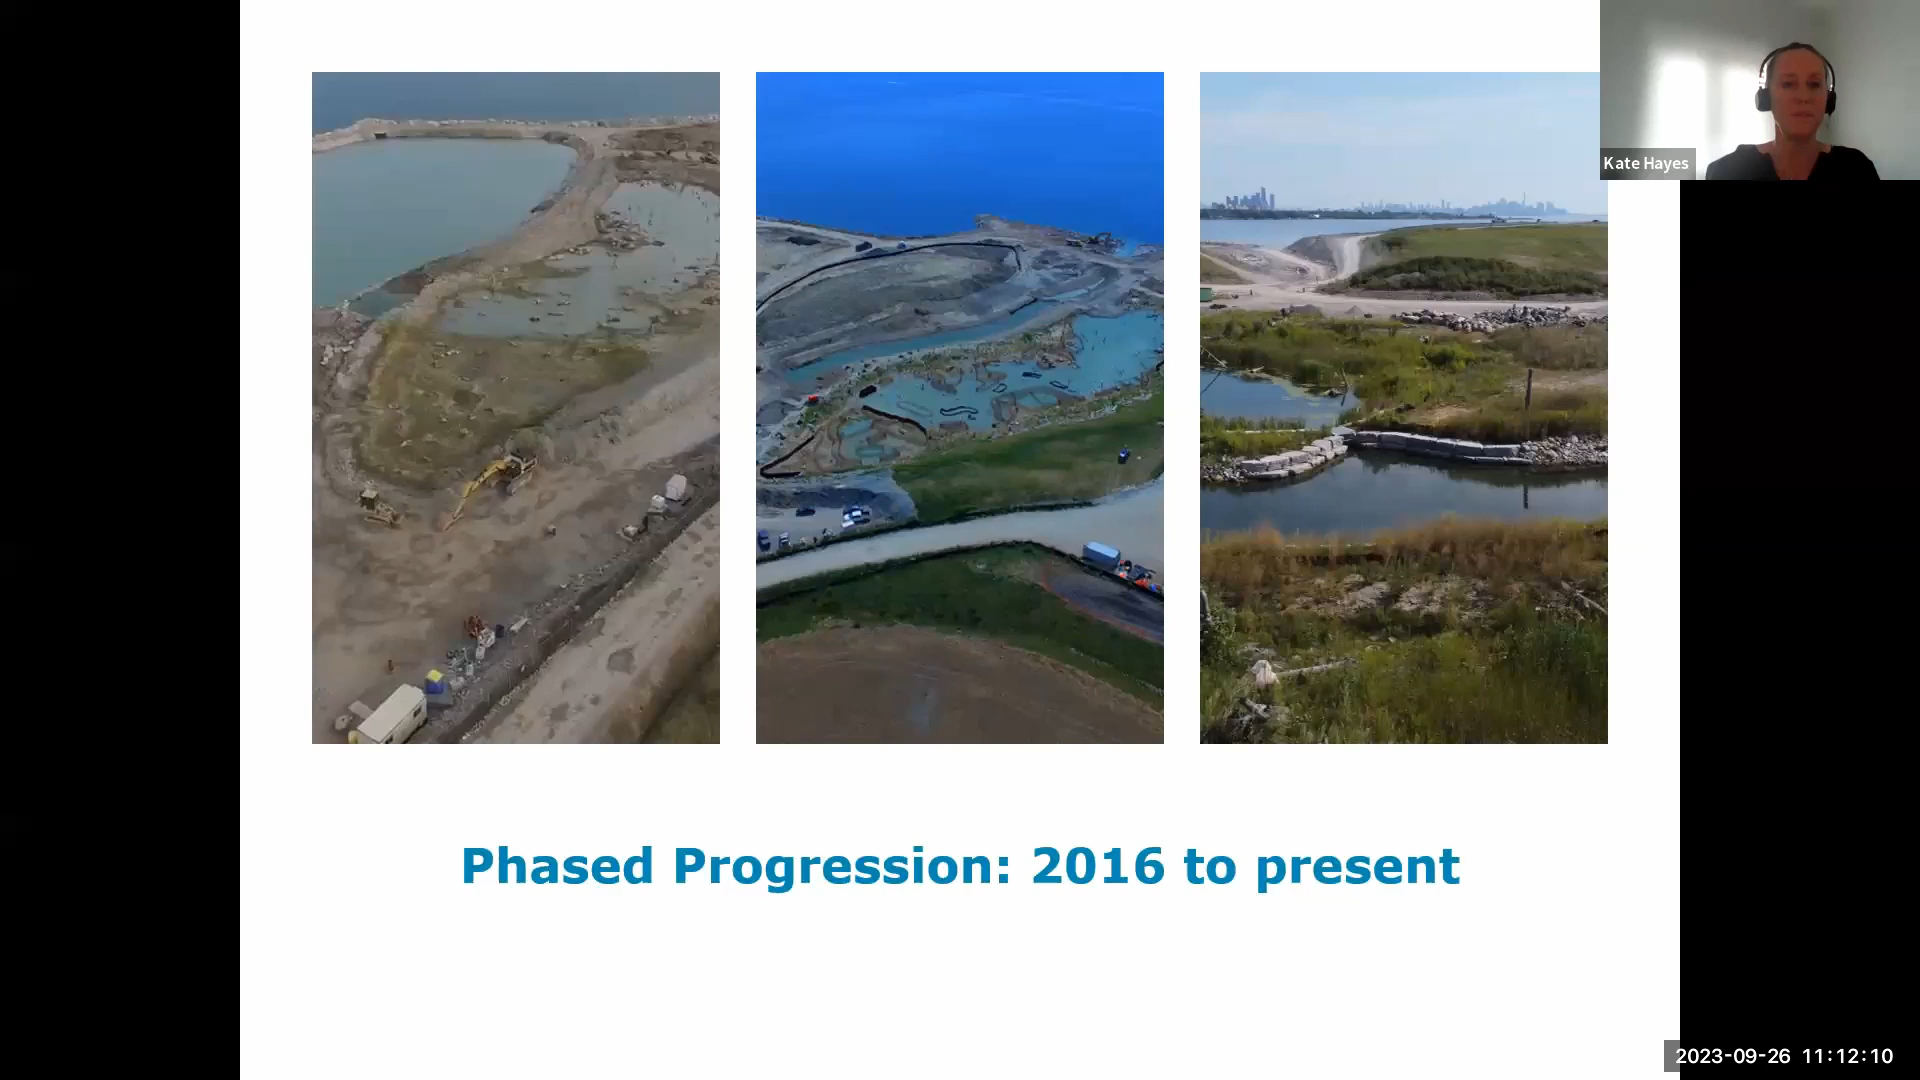 Kate Hayes
Phased Progression: 2016 to present
2023-09-26 11:12:10